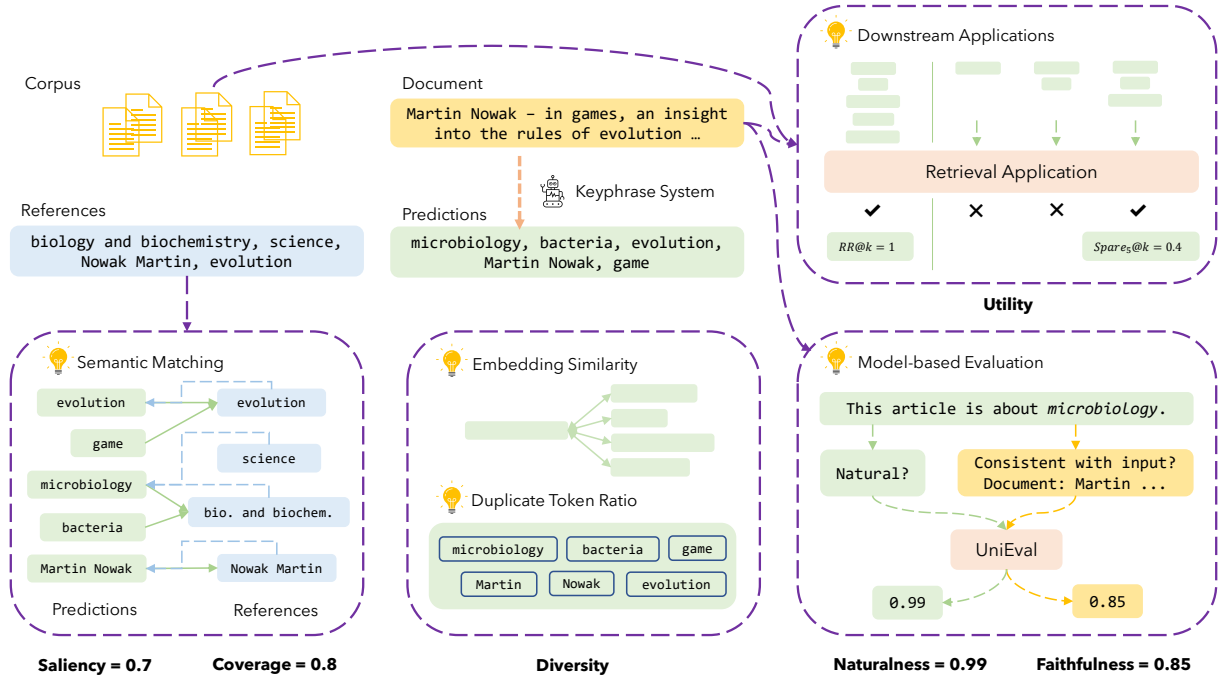 Corpus
Document
Martin Nowak – in games, an insight
into the rules of evolution …
Keyphrase System
References
biology and biochemistry, science,
Nowak Martin, evolution
Predictions
microbiology, bacteria, evolution,
Martin Nowak, game
Downstream Applications
Retrieval Application
RR@k = 1
Spare₅@k = 0.4
Utility
Semantic Matching
evolution
evolution
game
science
microbiology
bio. and biochem.
bacteria
Martin Nowak
Nowak Martin
Predictions
References
Saliency = 0.7
Coverage = 0.8
Embedding Similarity
Duplicate Token Ratio
microbiology
bacteria
game
Martin
Nowak
evolution
Diversity
Model-based Evaluation
This article is about microbiology.
Natural?
Consistent with input?
Document: Martin ...
UniEval
0.99
0.85
Naturalness = 0.99
Faithfulness = 0.85